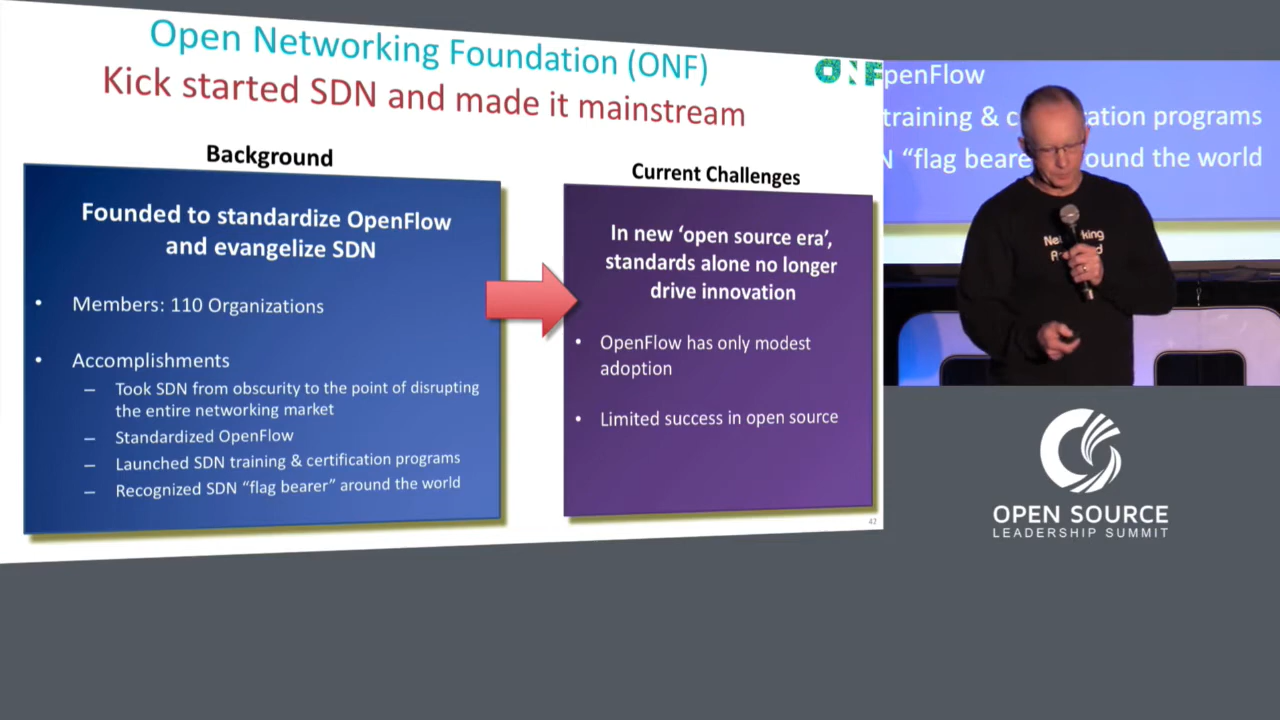 Open Networking Foundation (ONF)
Kick started SDN and made it mainstream
ONF
Background
Founded to standardize OpenFlow
and evangelize SDN
• Members: 110 Organizations
• Accomplishments
– Took SDN from obscurity to the point of disrupting
the entire networking market
– Standardized OpenFlow
– Launched SDN training & certification programs
– Recognized SDN “flag bearer” around the world
Current Challenges
In new ‘open source era’,
standards alone no longer
drive innovation
• OpenFlow has only modest
adoption
• Limited success in open source
42
penFlow
training & c cation programs
N “flag beare ound the world
OPEN SOURCE
LEADERSHIP SUMMIT